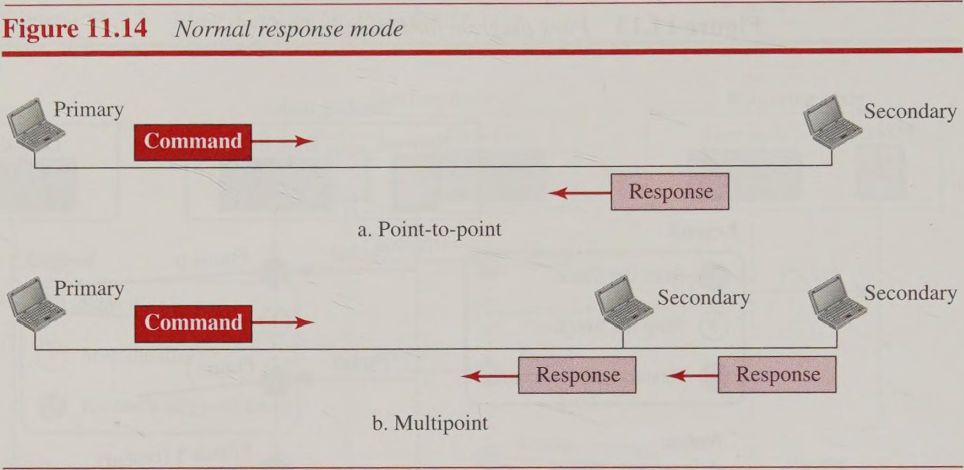 Figure 11.14 Normal response mode
Primary
Secondary
Command
Response
a. Point-to-point
Primary
Secondary
Secondary
Command
Response
Response
b. Multipoint